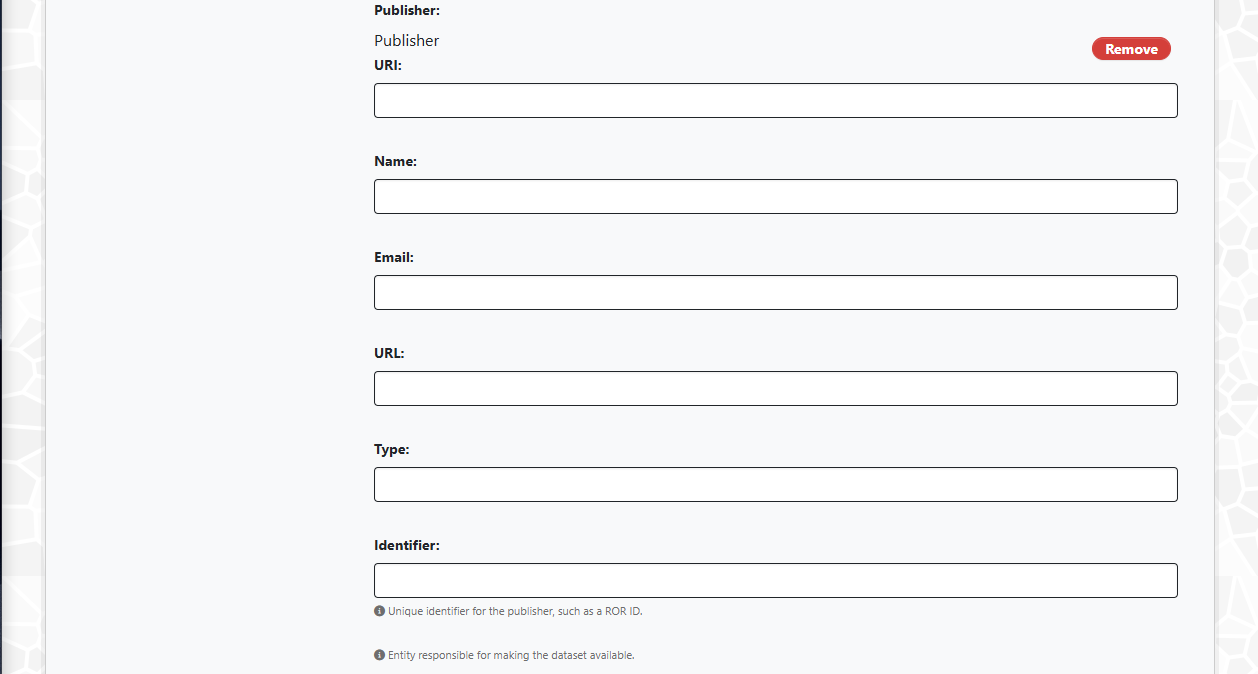 Publisher:
Publisher
Remove
URI:
Name:
Email:
URL:
Type:
Identifier:
Unique identifier for the publisher, such as a ROR ID.
Entity responsible for making the dataset available.